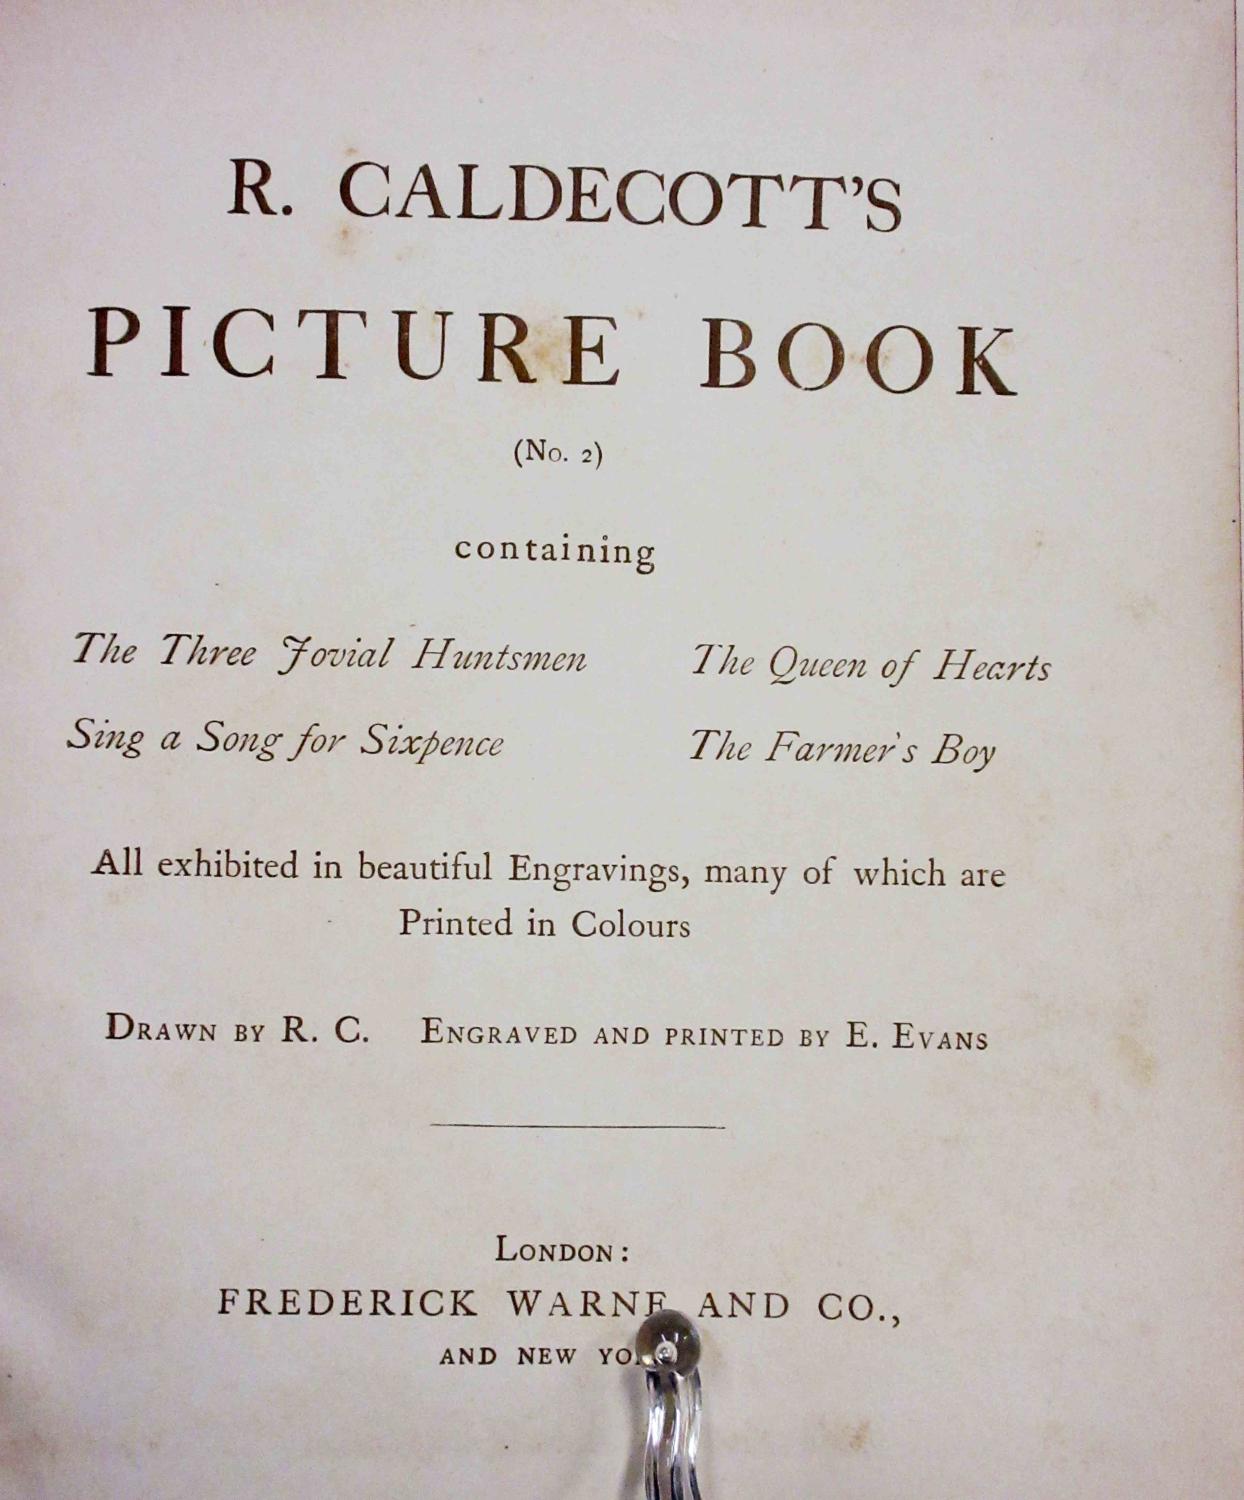 R. CALDECOTT'S
PICTURE BOOK
(No. 2)
containing
The Three Jovial Huntsmen The Queen of Hearts
Sing a Song for Sixpence The Farmer's Boy
All exhibited in beautiful Engravings, many of which are
Printed in Colours
DRAWN BY R. C. ENGRAVED AND PRINTED BY E. EVANS
LONDON:
FREDERICK WARNE AND CO.,
AND NEW